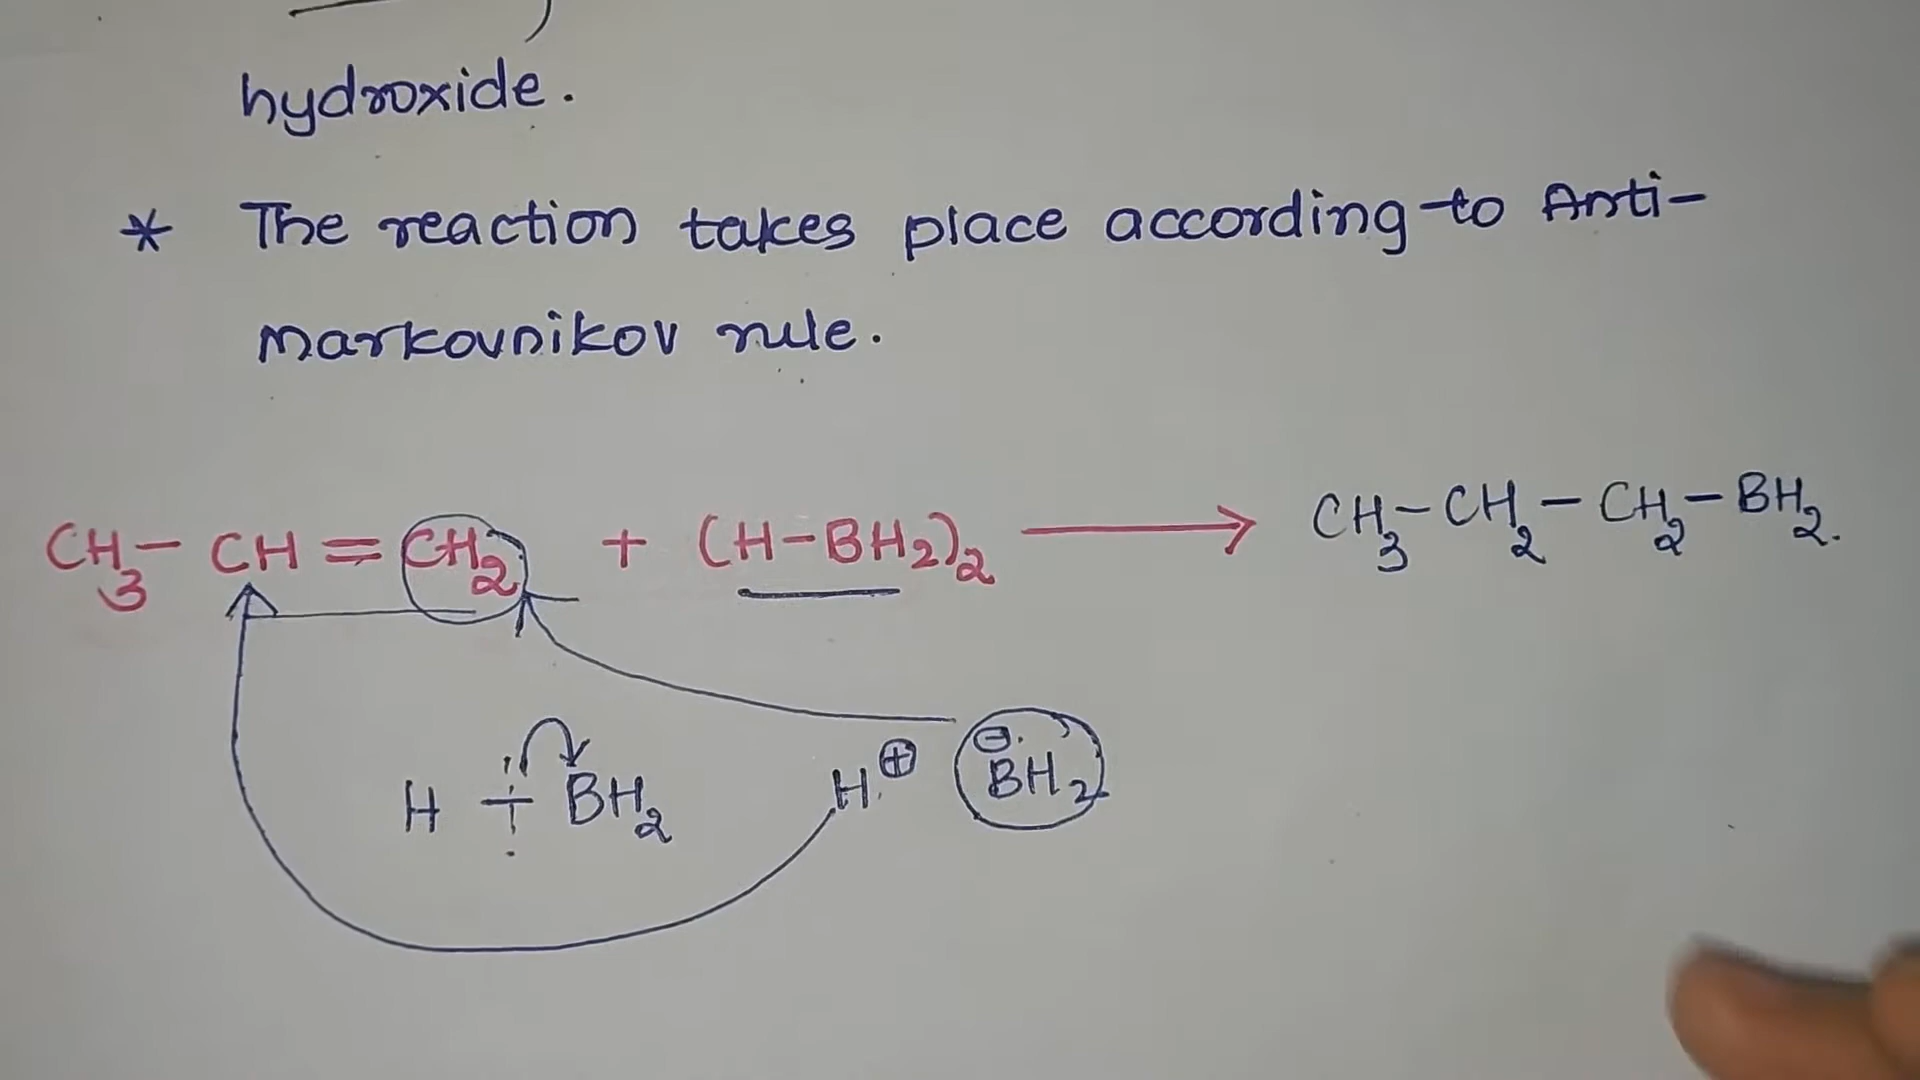 hydroxide.
* The reaction takes place according to Anti-
markovnikov rule.
CH₃ – CH = CH₂ + (H-BH₂)₂ ⟶ CH₃ – CH₂ – CH₂ – BH₂.
H BH₂ H⊕ ⊖BH₂